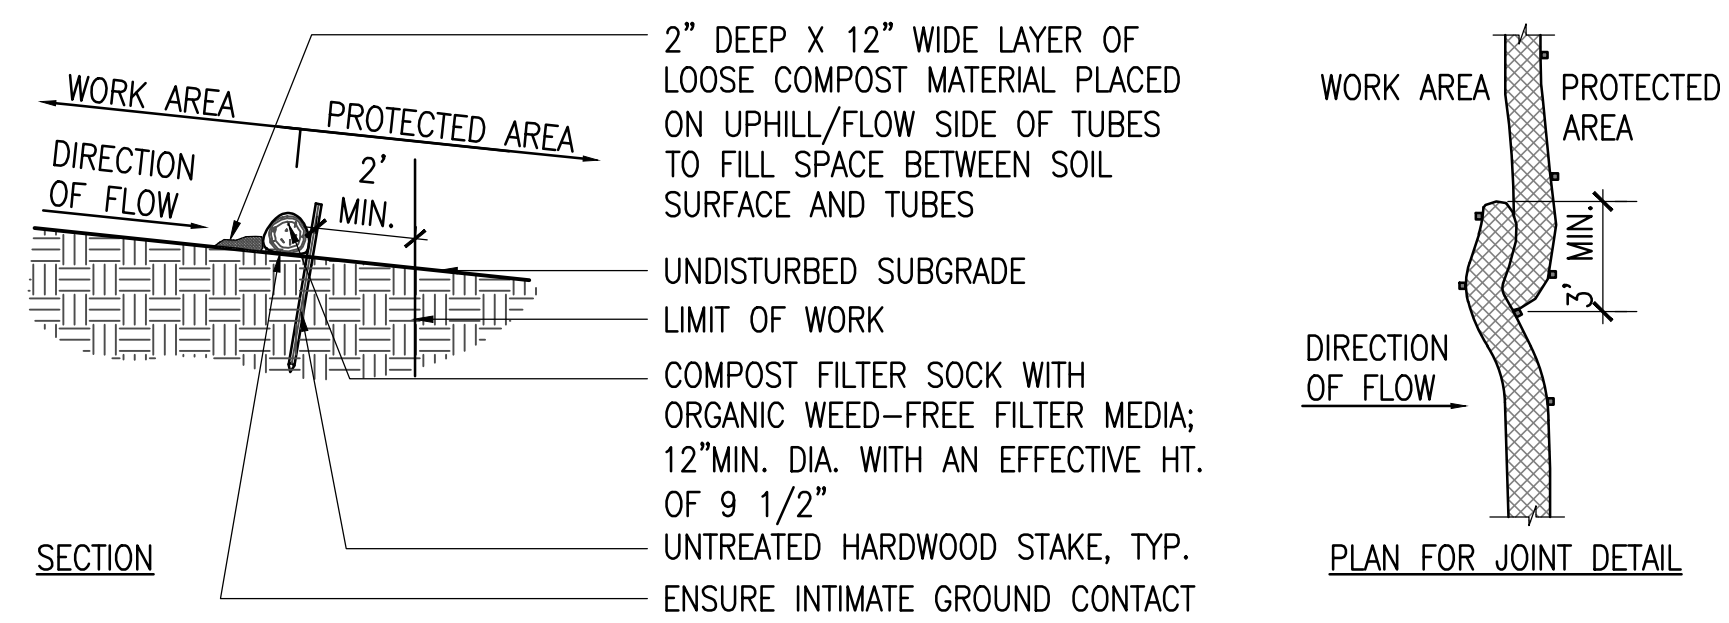 WORK AREA
PROTECTED AREA
DIRECTION
OF FLOW
2'
MIN.
2” DEEP X 12” WIDE LAYER OF
LOOSE COMPOST MATERIAL PLACED
ON UPHILL/FLOW SIDE OF TUBES
TO FILL SPACE BETWEEN SOIL
SURFACE AND TUBES
UNDISTURBED SUBGRADE
LIMIT OF WORK
COMPOST FILTER SOCK WITH
ORGANIC WEED-FREE FILTER MEDIA;
12”MIN. DIA. WITH AN EFFECTIVE HT.
OF 9 1/2”
UNTREATED HARDWOOD STAKE, TYP.
ENSURE INTIMATE GROUND CONTACT
SECTION
WORK AREA
PROTECTED
AREA
3' MIN.
DIRECTION
OF FLOW
PLAN FOR JOINT DETAIL